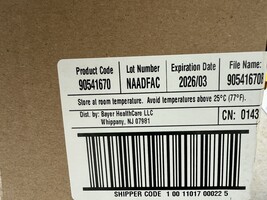 Product Code Lot Number Expiration Date File Name:
90541670 NAADFAC 2026/03 90541670
Store at room temperature. Avoid temperatures above 25°C (77°F).
Dist. by: Bayer HealthCare LLC
Whippany, NJ 07981
CN: 0143
SHIPPER CODE 1 00 11017 00022 5